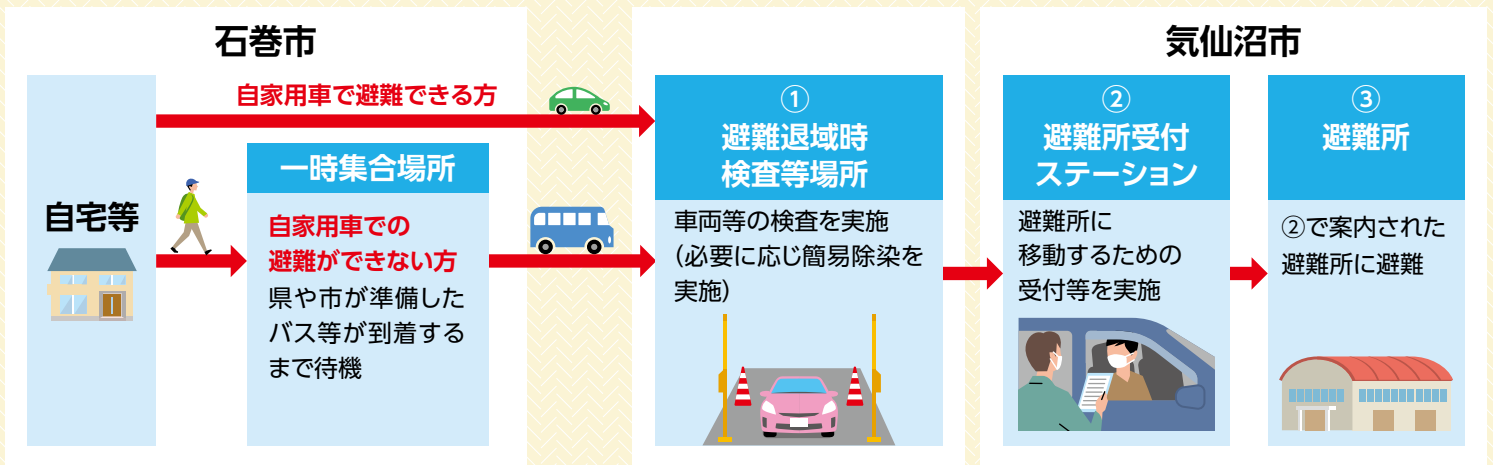 石巻市
自家用車で避難できる方
自宅等
一時集合場所
自家用車での
避難ができない方
県や市が準備した
バス等が到着する
まで待機
①
避難退域時
検査等場所
車両等の検査を実施
(必要に応じ簡易除染を
実施)
気仙沼市
②
避難所受付
ステーション
避難所に
移動するための
受付等を実施
③
避難所
②で案内された
避難所に避難